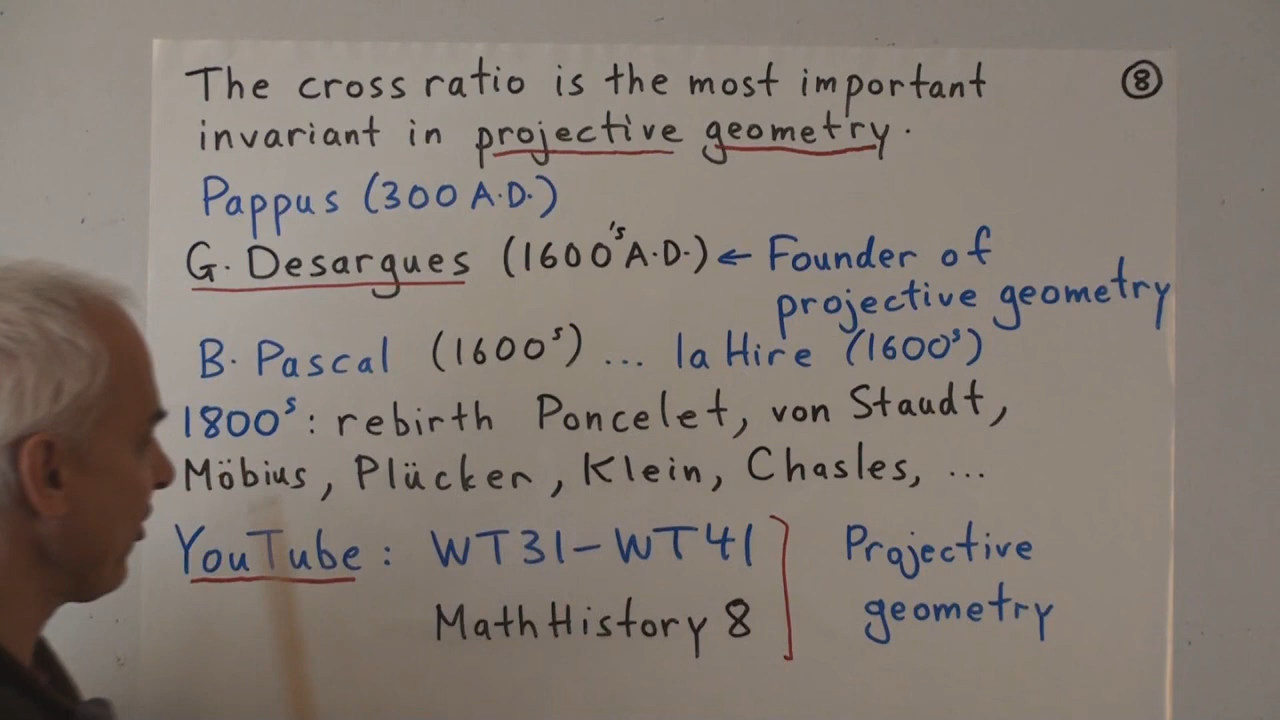 The cross ratio is the most important ⑧
invariant in projective geometry.
Pappus (300 A.D.)
G. Desargues (1600's A.D.) ← Founder of
projective geometry
B. Pascal (1600s) ... la Hire (1600s)
1800s: rebirth Poncelet, von Staudt,
Möbius, Plücker, Klein, Chasles, ...
YouTube: WT31-WT41 Projective
MathHistory 8 geometry